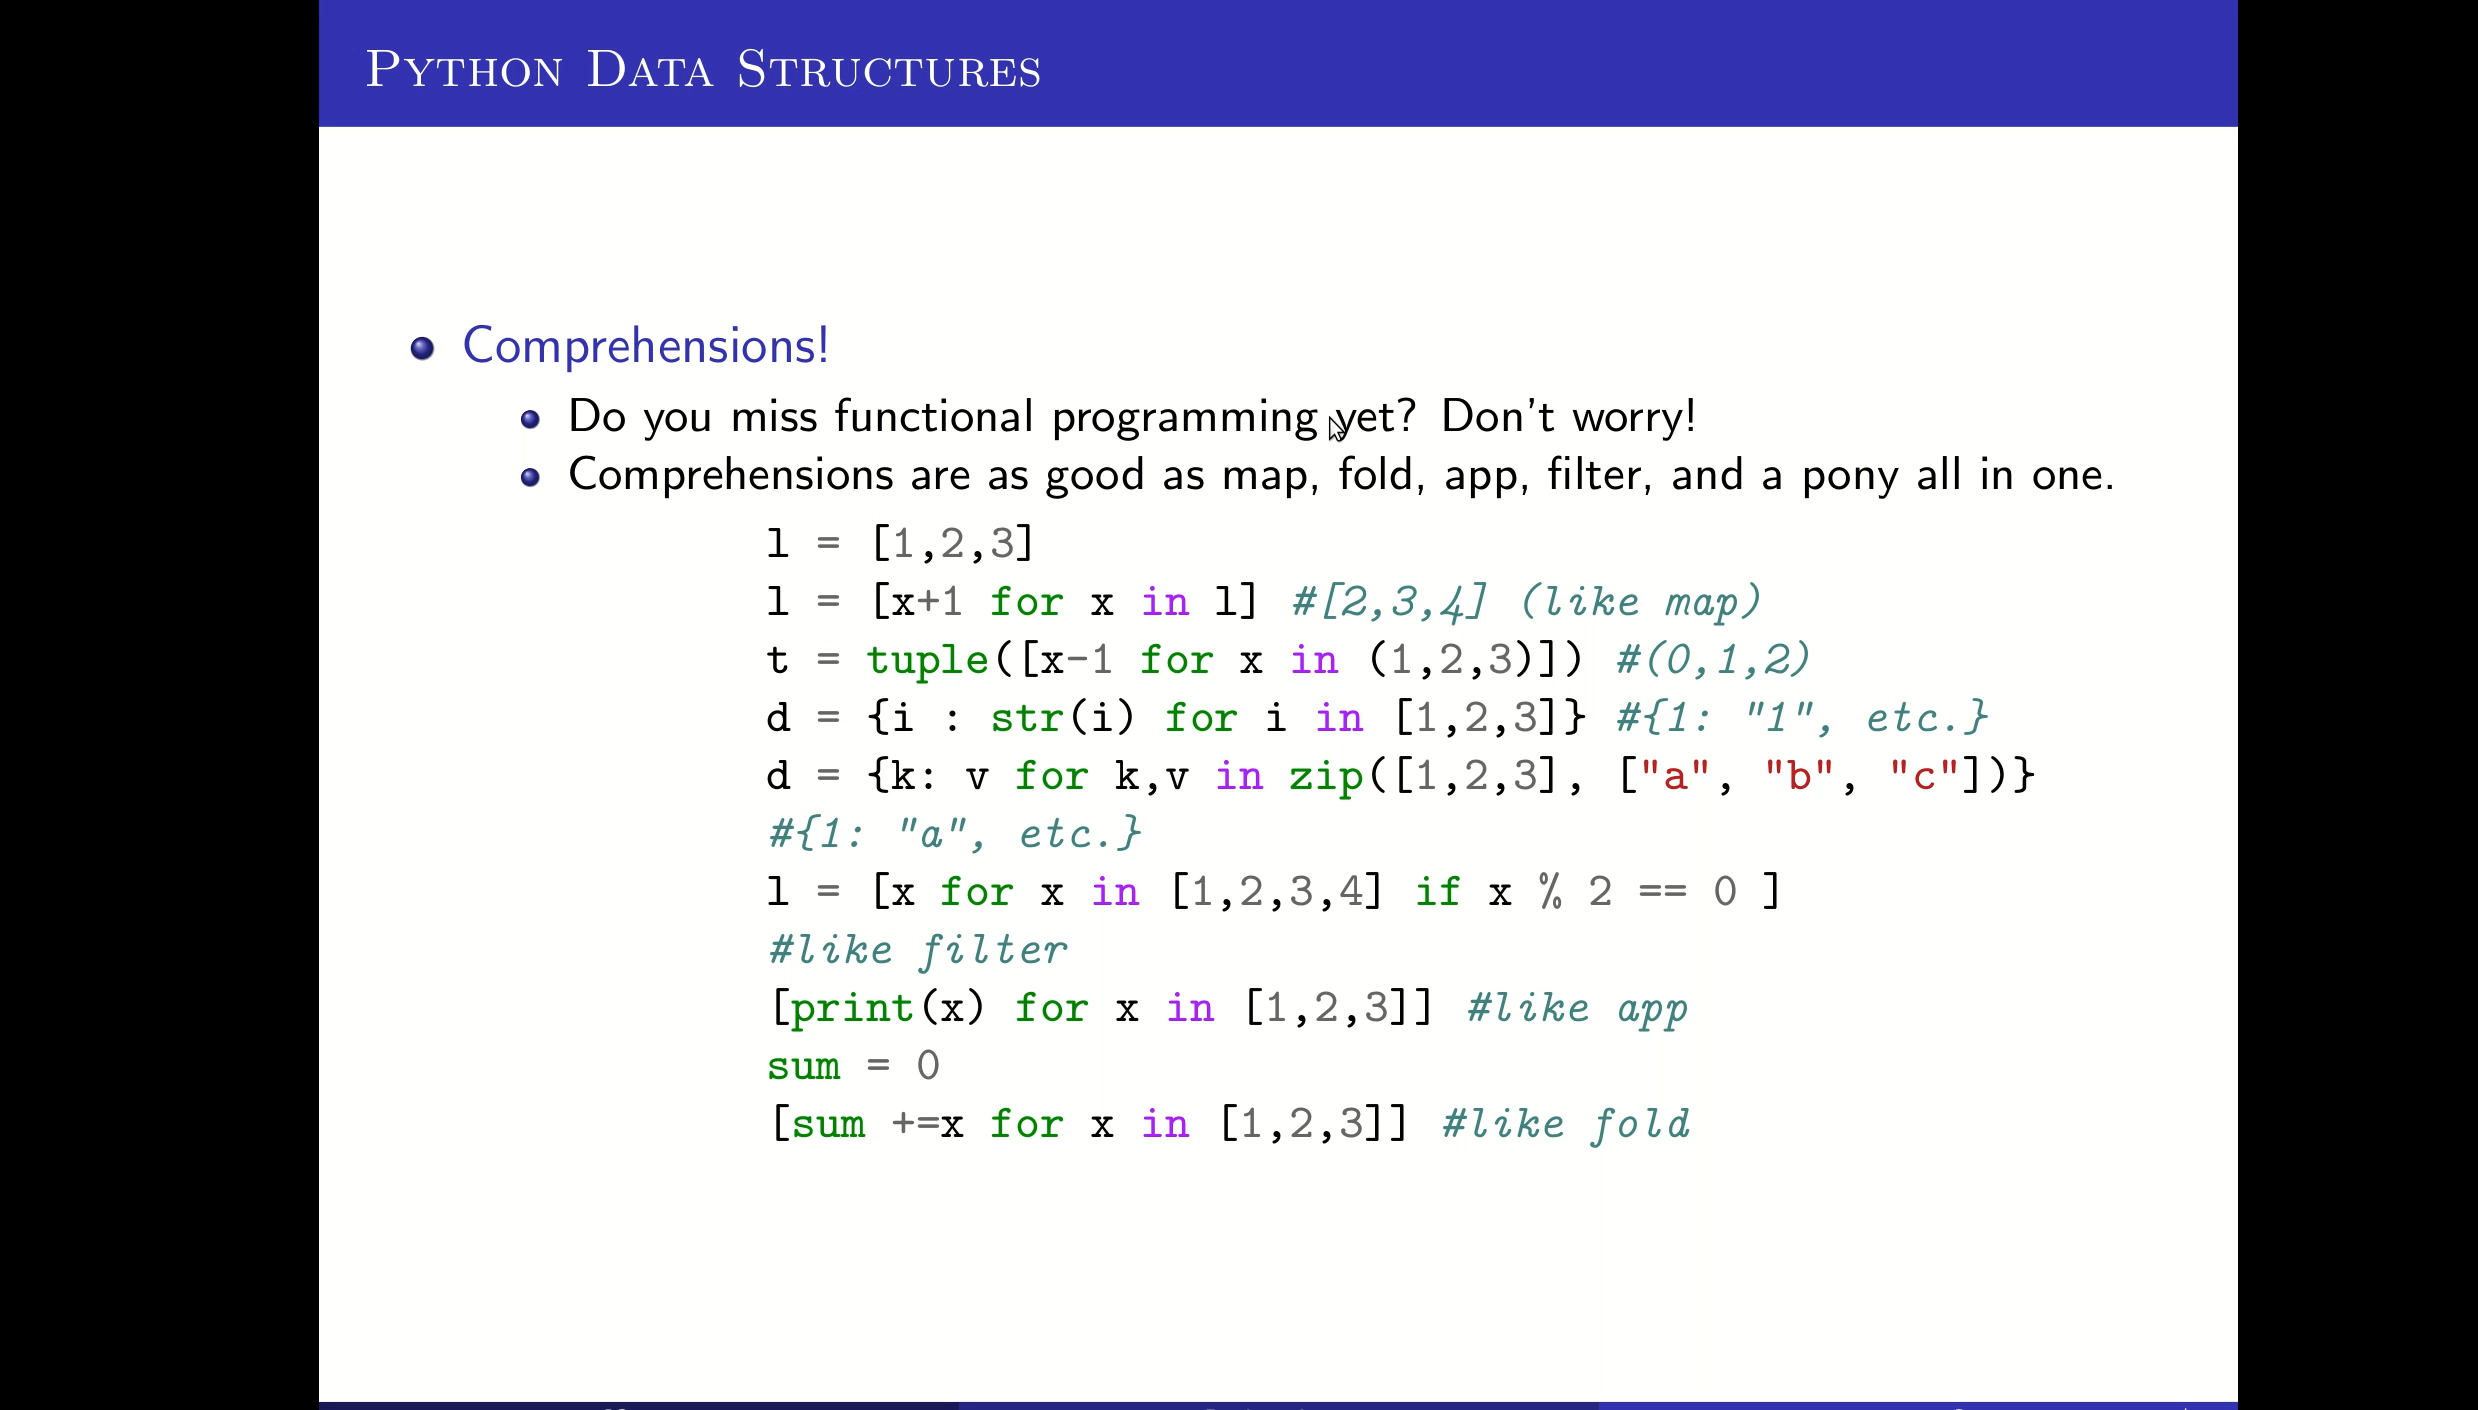 Python Data Structures
Comprehensions!
Do you miss functional programming yet? Don't worry!
Comprehensions are as good as map, fold, app, filter, and a pony all in one.
l = [1,2,3]
l = [x+1 for x in l] #[2,3,4] (like map)
t = tuple([x-1 for x in (1,2,3)]) #(0,1,2)
d = {i : str(i) for i in [1,2,3]} #{1: "1", etc.}
d = {k: v for k,v in zip([1,2,3], ["a", "b", "c"])}
#{1: "a", etc.}
l = [x for x in [1,2,3,4] if x % 2 == 0 ]
#like filter
[print(x) for x in [1,2,3]] #like app
sum = 0
[sum +=x for x in [1,2,3]] #like fold